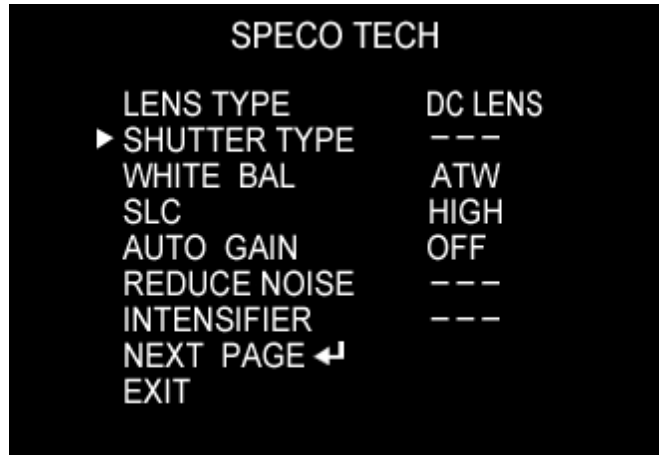 SPECO TECH
LENS TYPE DC LENS
SHUTTER TYPE ---
WHITE BAL ATW
SLC HIGH
AUTO GAIN OFF
REDUCE NOISE ---
INTENSIFIER ---
NEXT PAGE ↵
EXIT